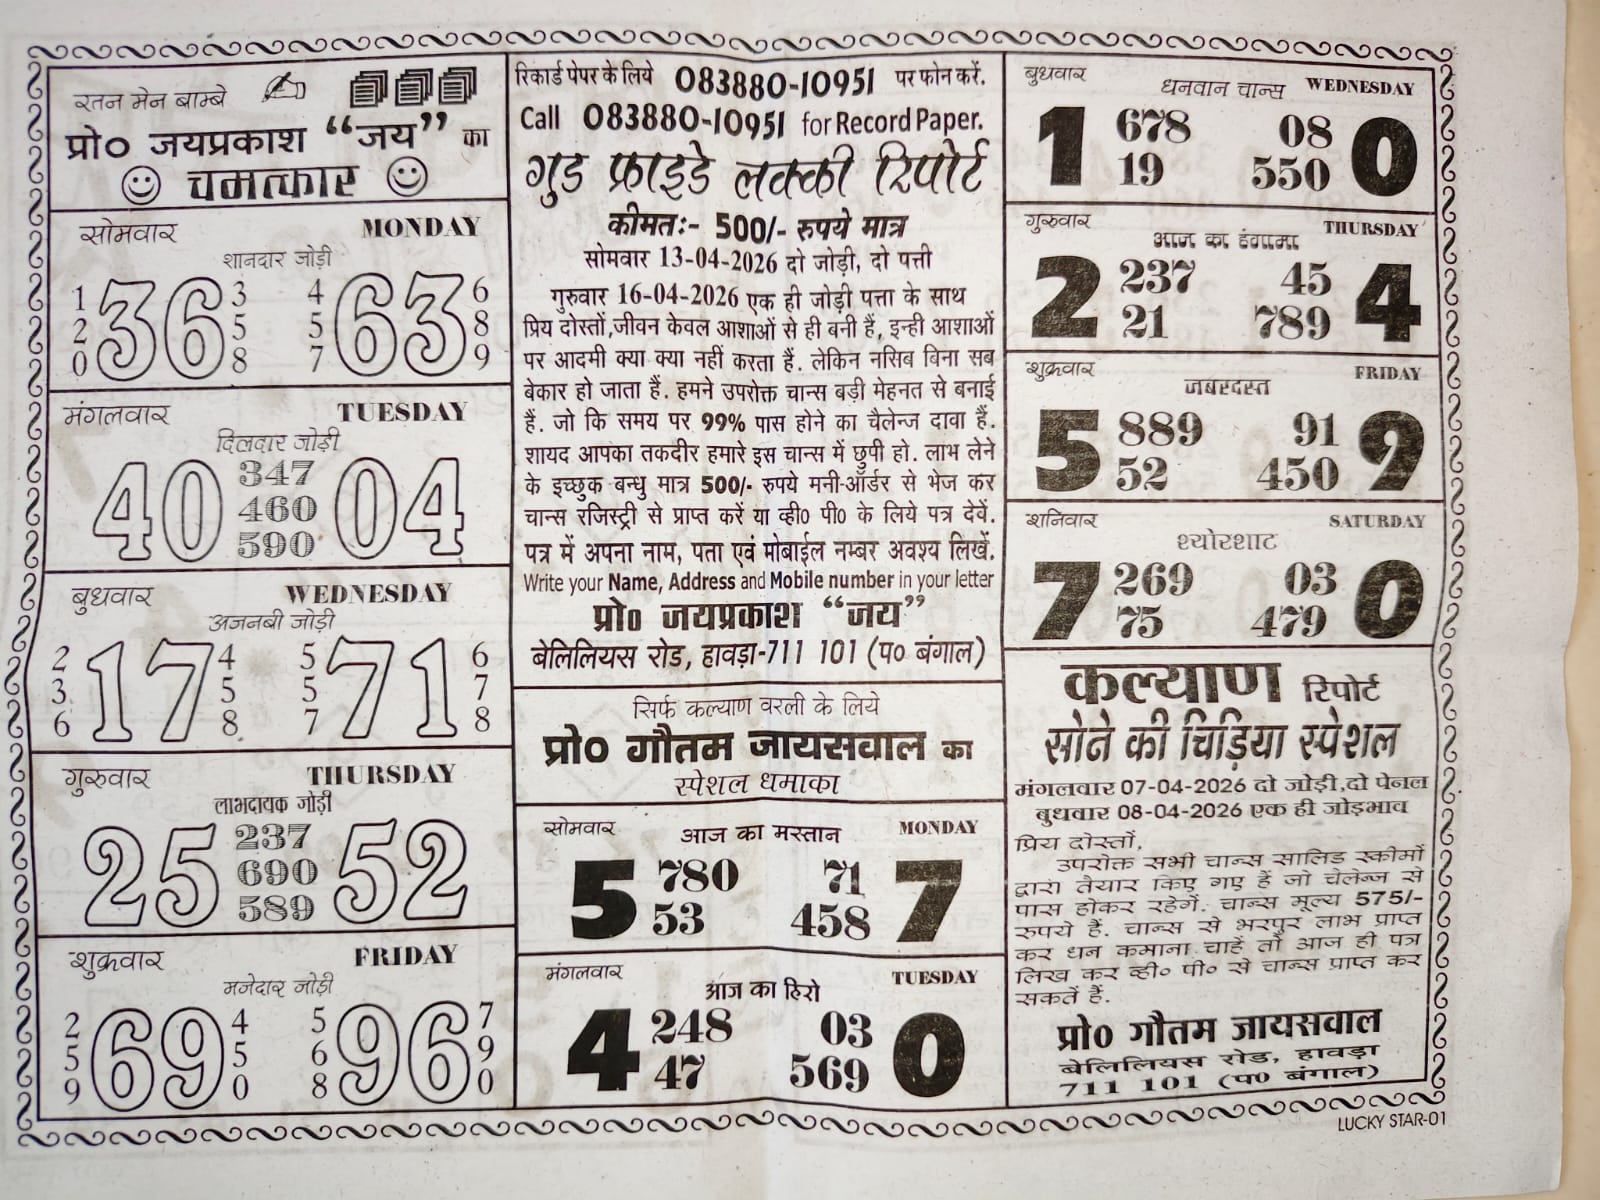 रतन मेन बाम्बे
प्रो० जयप्रकाश “जय” का
चमत्कार
सोमवार MONDAY
शानदार जोड़ी
1 2 0 36 3 5 8 4 5 7 63 6 8 9
मंगलवार TUESDAY
दिलदार जोड़ी
40 347 04
460
590
बुधवार WEDNESDAY
अजनबी जोड़ी
2 3 6 17 4 5 8 5 5 7 71 6 7 8
गुरुवार THURSDAY
लाभदायक जोड़ी
25 237 52
690
589
शुक्रवार FRIDAY
मजेदार जोड़ी
2 5 9 69 4 5 0 5 6 8 96 7 9 0
रिकार्ड पेपर के लिये 083880-10951 पर फोन करें.
Call 083880-10951 for Record Paper.
गुड फ्राइडे लक्की रिपोर्ट
कीमतः- 500/- रुपये मात्र
सोमवार 13-04-2026 दो जोड़ी, दो पत्ती
गुरुवार 16-04-2026 एक ही जोड़ी पत्ता के साथ
प्रिय दोस्तों,जीवन केवल आशाओं से ही बनी हैं, इन्ही आशाओं
पर आदमी क्या क्या नहीं करता हैं. लेकिन नसिब बिना सब
बेकार हो जाता हैं. हमने उपरोक्त चान्स बड़ी मेहनत से बनाई
हैं. जो कि समय पर 99% पास होने का चैलेन्ज दावा हैं.
शायद आपका तकदीर हमारे इस चान्स में छुपी हो. लाभ लेने
के इच्छुक बन्धु मात्र 500/- रुपये मनी-ऑर्डर से भेज कर
चान्स रजिस्ट्री से प्राप्त करें या व्ही० पी० के लिये पत्र देवें.
पत्र में अपना नाम, पता एवं मोबाईल नम्बर अवश्य लिखें.
Write your Name, Address and Mobile number in your letter
प्रो० जयप्रकाश “जय”
बेलिलियस रोड, हावड़ा-711 101 (प० बंगाल)
सिर्फ कल्याण वरली के लिये
प्रो० गौतम जायसवाल का
स्पेशल धमाका
सोमवार आज का मस्तान MONDAY
5 780 71 7
53 458
मंगलवार TUESDAY
आज का हिरो
4 248 03 0
47 569
बुधवार धनवान चान्स WEDNESDAY
1 678 08 0
19 550
गुरुवार THURSDAY
आज का हंगामा
2 237 45 4
21 789
शुक्रवार FRIDAY
जबरदस्त
5 889 91 9
52 450
शनिवार SATURDAY
श्योरशाट
7 269 03 0
75 479
कल्याण रिपोर्ट
सोने की चिड़िया स्पेशल
मंगलवार 07-04-2026 दो जोड़ी,दो पेनल
बुधवार 08-04-2026 एक ही जोड़भाव
प्रिय दोस्तों,
उपरोक्त सभी चान्स सालिड स्कीमों
द्वारा तैयार किए गए हैं जो चेलेन्ज से
पास होकर रहेगें. चान्स मूल्य 575/-
रुपये हैं. चान्स से भरपुर लाभ प्राप्त
कर धन कमाना चाहें तो आज ही पत्र
लिख कर व्ही० पी० से चान्स प्राप्त कर
सकतें हैं.
प्रो० गौतम जायसवाल
बेलिलियस रोड, हावड़ा
711 101 (प० बंगाल)
LUCKY STAR-01